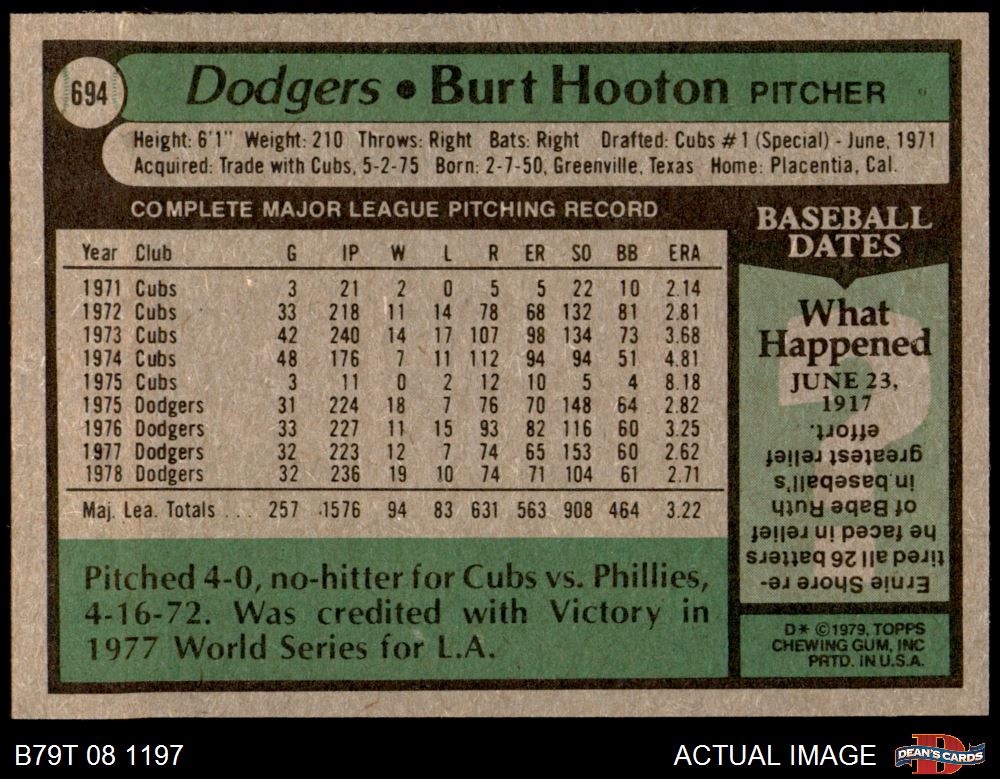 694
Dodgers • Burt Hooton PITCHER
Height: 6'1" Weight: 210 Throws: Right Bats: Right Drafted: Cubs #1 (Special) - June, 1971
Acquired: Trade with Cubs, 5-2-75 Born: 2-7-50, Greenville, Texas Home: Placentia, Cal.
COMPLETE MAJOR LEAGUE PITCHING RECORD
Year Club G IP W L R ER SO BB ERA
1971 Cubs 3 21 2 0 5 5 22 10 2.14
1972 Cubs 33 218 11 14 78 68 132 81 2.81
1973 Cubs 42 240 14 17 107 98 134 73 3.68
1974 Cubs 48 176 7 11 112 94 94 51 4.81
1975 Cubs 3 11 0 2 12 10 5 4 8.18
1975 Dodgers 31 224 18 7 76 70 148 64 2.82
1976 Dodgers 33 227 11 15 93 82 116 60 3.25
1977 Dodgers 32 223 12 7 74 65 153 60 2.62
1978 Dodgers 32 236 19 10 74 71 104 61 2.71
Maj. Lea. Totals . . . 257 1576 94 83 631 563 908 464 3.22
Pitched 4-0, no-hitter for Cubs vs. Phillies,
4-16-72. Was credited with Victory in
1977 World Series for L.A.
BASEBALL
DATES
What
Happened
JUNE 23,
1917
Ernie Shore re-
tired all 26 batters
he faced in relief
of Babe Ruth
in baseball's
greatest relief
effort.
D* ©1979, TOPPS
CHEWING GUM, INC
PRTD. IN U.S.A.
B79T 08 1197
ACTUAL IMAGE
DEAN'S CARDS